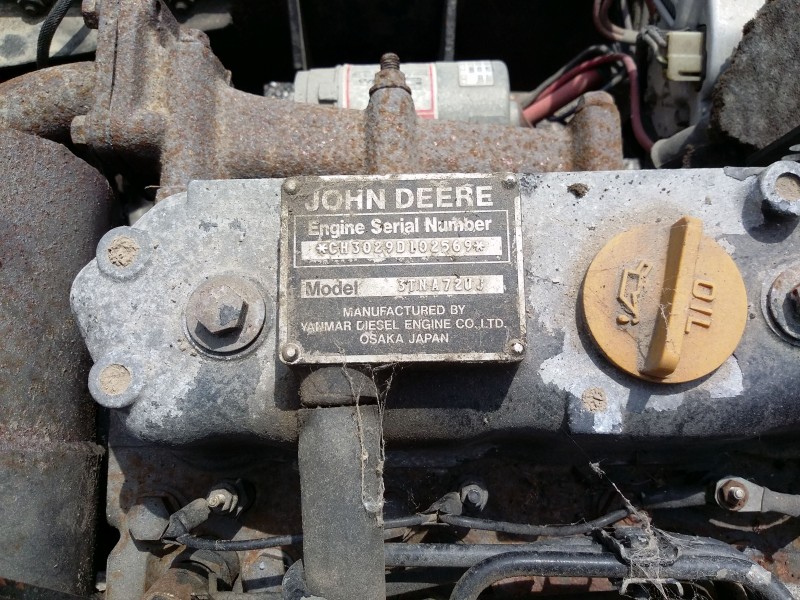 JOHN DEERE
Engine Serial Number
*CH3029D102569*
Model 3TNA72UJ
MANUFACTURED BY
YANMAR DIESEL ENGINE CO.,LTD.
OSAKA JAPAN
OIL